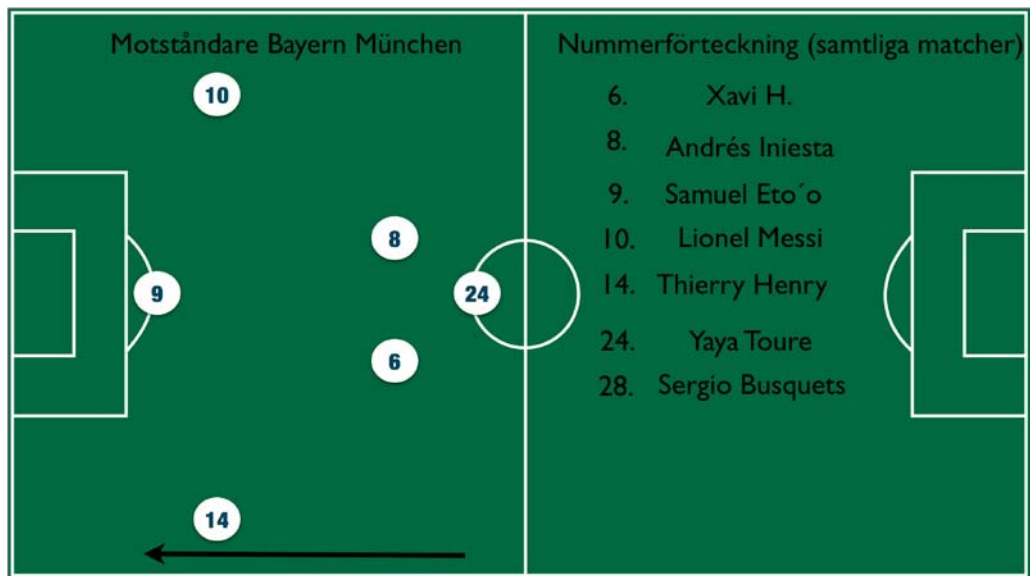 Motståndare Bayern München
Nummerförteckning (samtliga matcher)
6. Xavi H.
8. Andrés Iniesta
9. Samuel Eto´o
10. Lionel Messi
14. Thierry Henry
24. Yaya Toure
28. Sergio Busquets
10
8
9
24
6
14